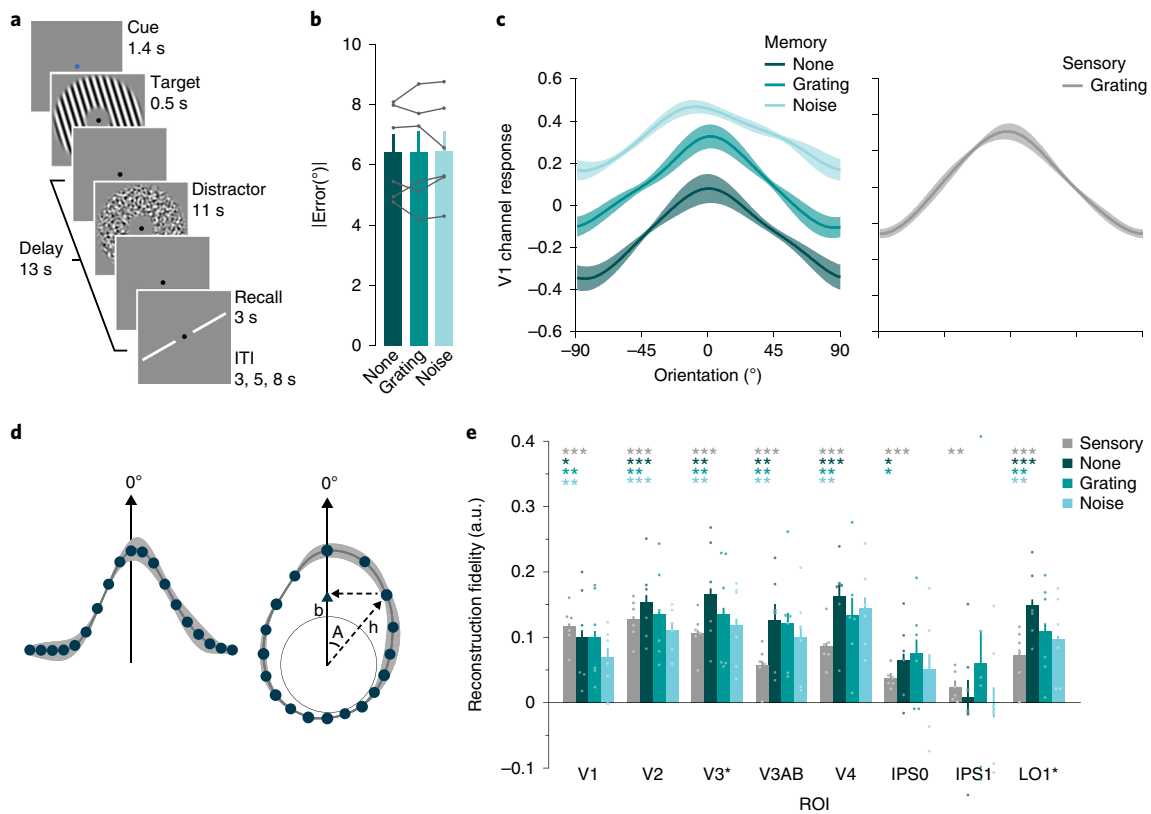 a
Cue
1.4 s
Target
0.5 s
Distractor
11 s
Delay
13 s
Recall
3 s
ITI
3, 5, 8 s
b
10
8
6
4
2
0
|Error(°)|
None
Grating
Noise
c
Memory
None
Grating
Noise
0.6
0.4
0.2
0
–0.2
–0.4
–0.6
V1 channel response
–90
–45
0
45
90
Orientation (°)
Sensory
Grating
d
0°
0°
b
A
h
e
0.4
0.3
0.2
0.1
0
–0.1
Reconstruction fidelity (a.u.)
*** *** *** *** *** *** ** ***
* *** ** ** *** * ***
** ** ** ** ** * **
** *** ** ** ** **
Sensory
None
Grating
Noise
V1 V2 V3* V3AB V4 IPS0 IPS1 LO1*
ROI